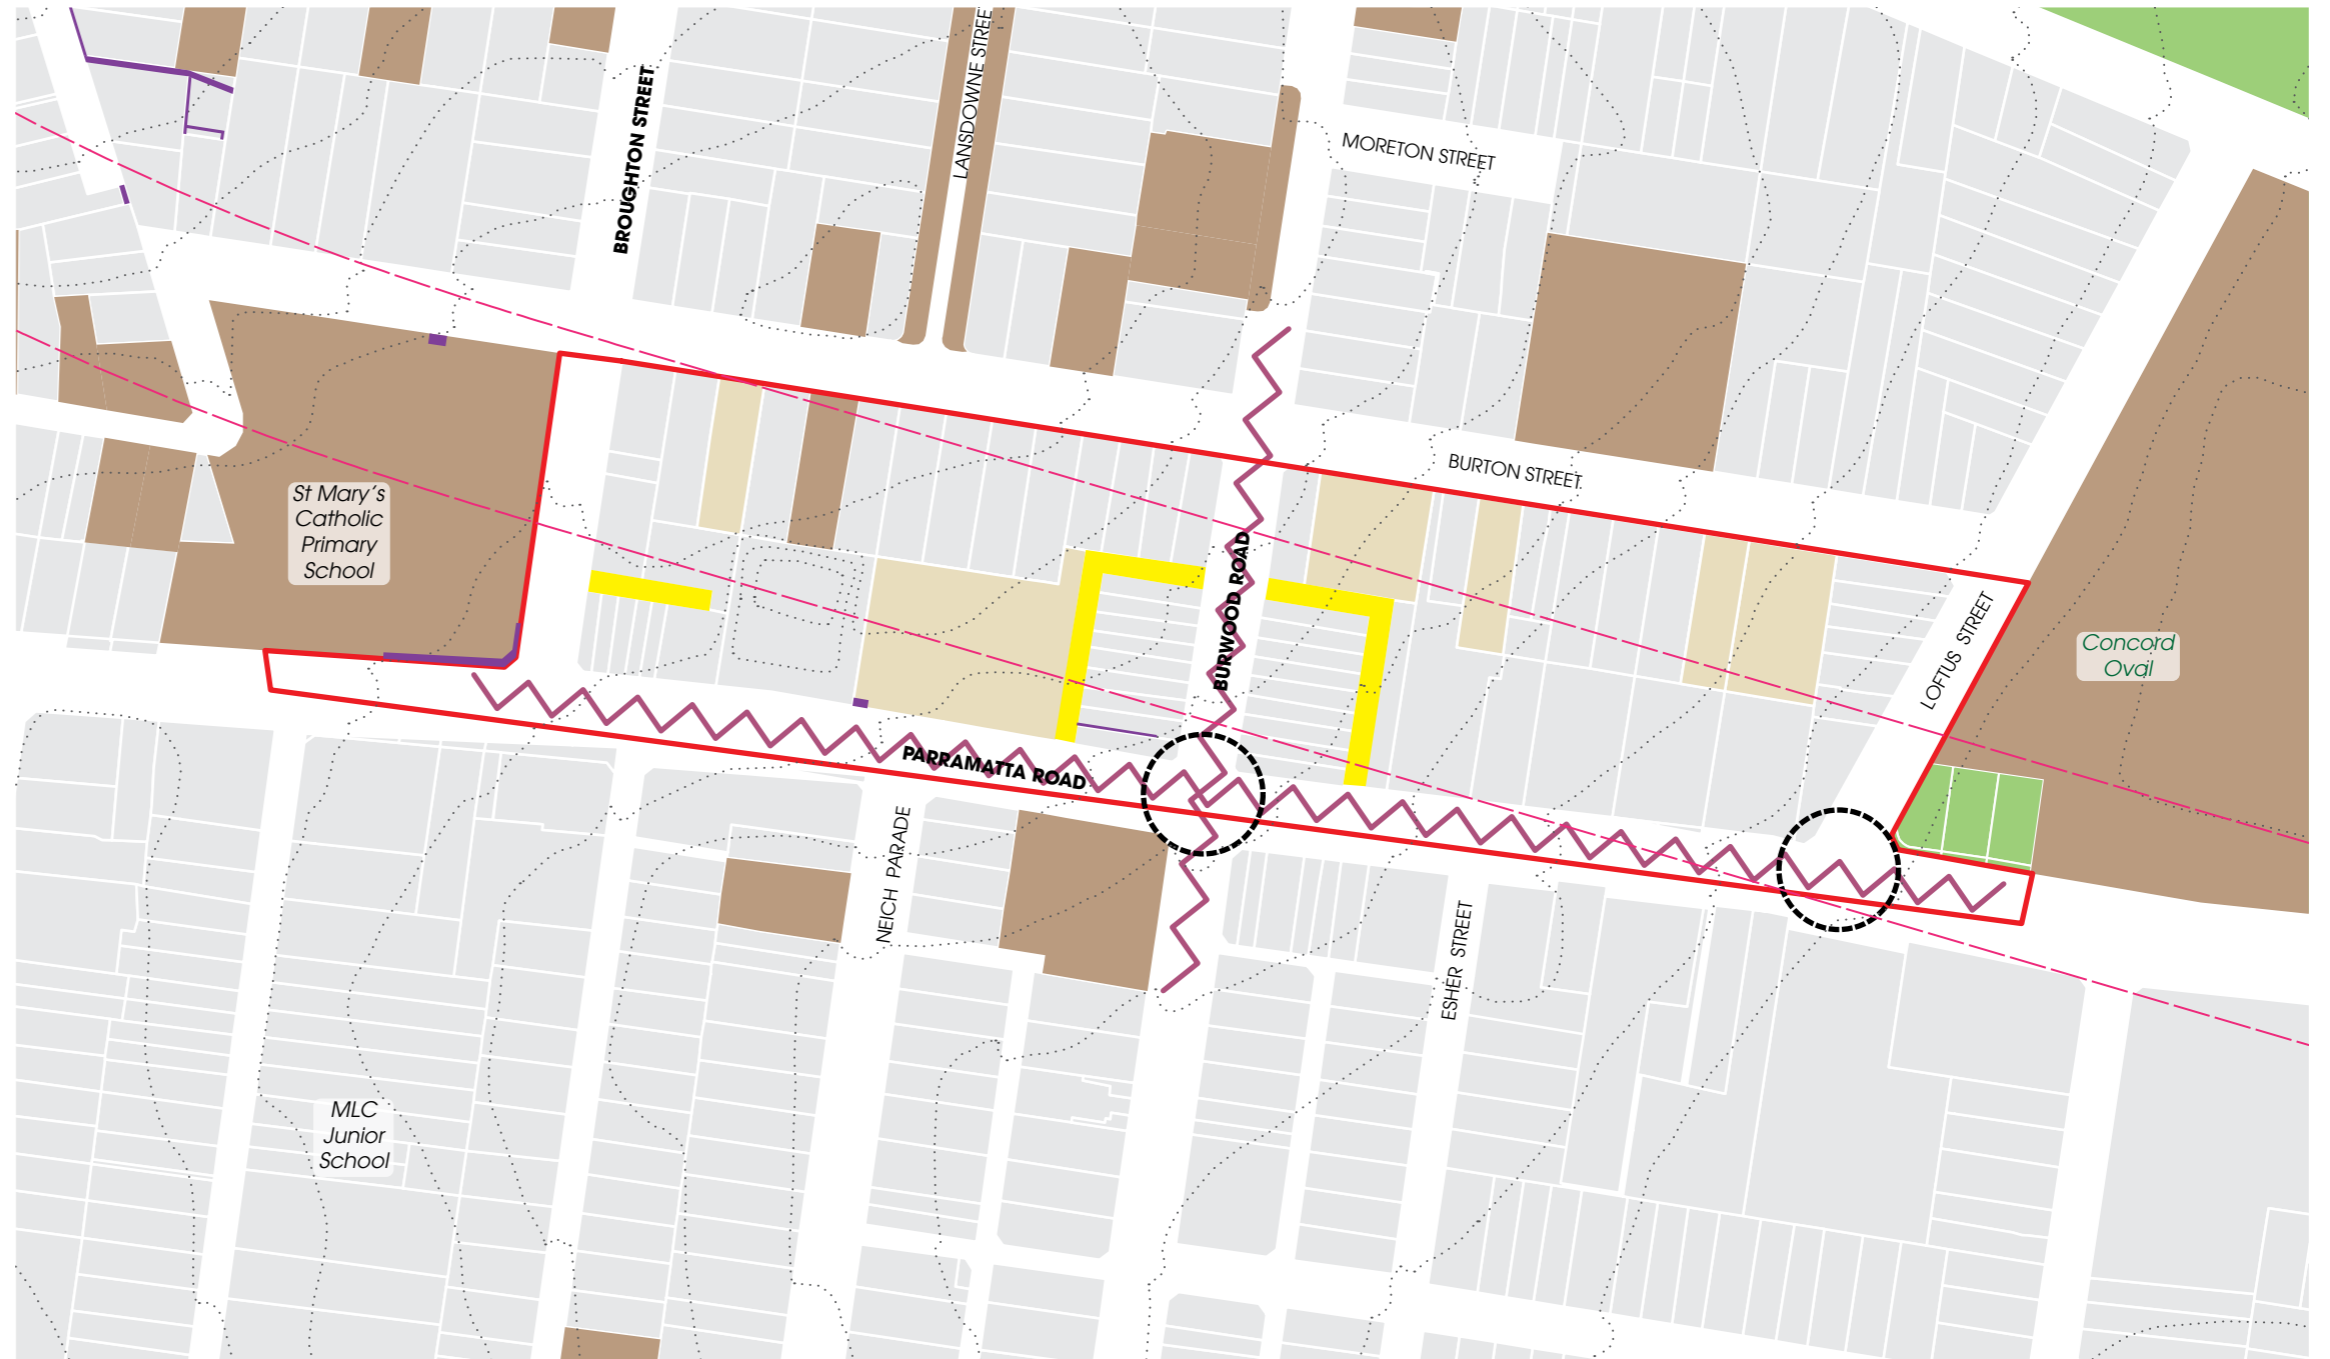 LANSDOWNE STREET
BROUGHTON STREET
MORETON STREET
BURTON STREET
St Mary's
Catholic
Primary
School
BURWOOD ROAD
LOFTUS STREET
Concord
Oval
PARRAMATTA ROAD
NEICH PARADE
ESHER STREET
MLC
Junior
School